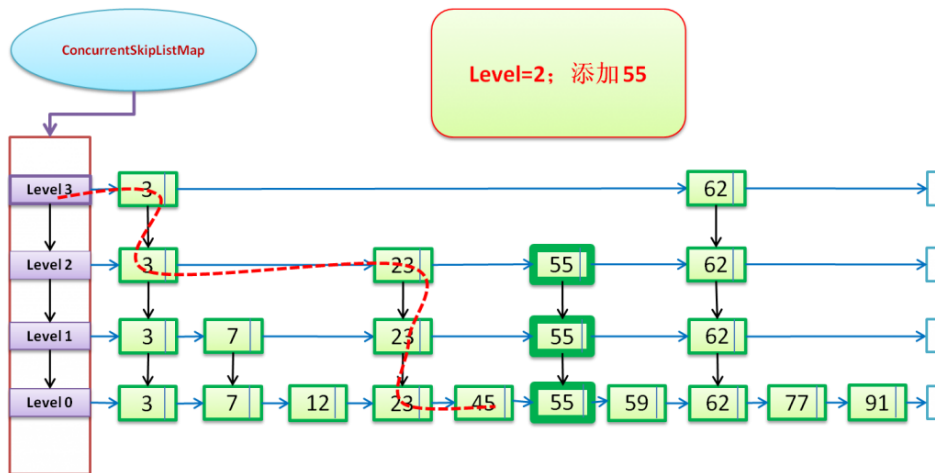 ConcurrentSkipListMap
Level=2；添加55
Level 3 3 62
Level 2 3 23 55 62
Level 1 3 7 23 55 62
Level 0 3 7 12 23 45 55 59 62 77 91